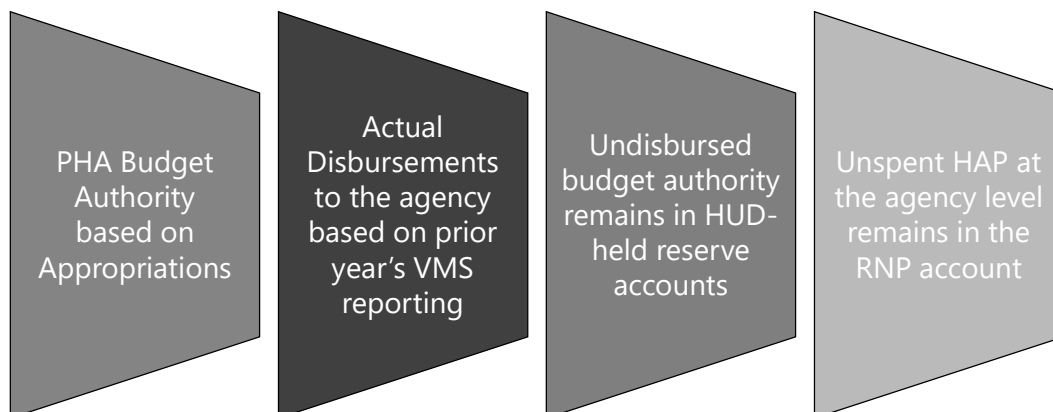 PHA Budget
Authority
based on
Appropriations
Actual
Disbursements
to the agency
based on prior
year’s VMS
reporting
Undisbursed
budget authority
remains in HUD-
held reserve
accounts
Unspent HAP at
the agency level
remains in the
RNP account